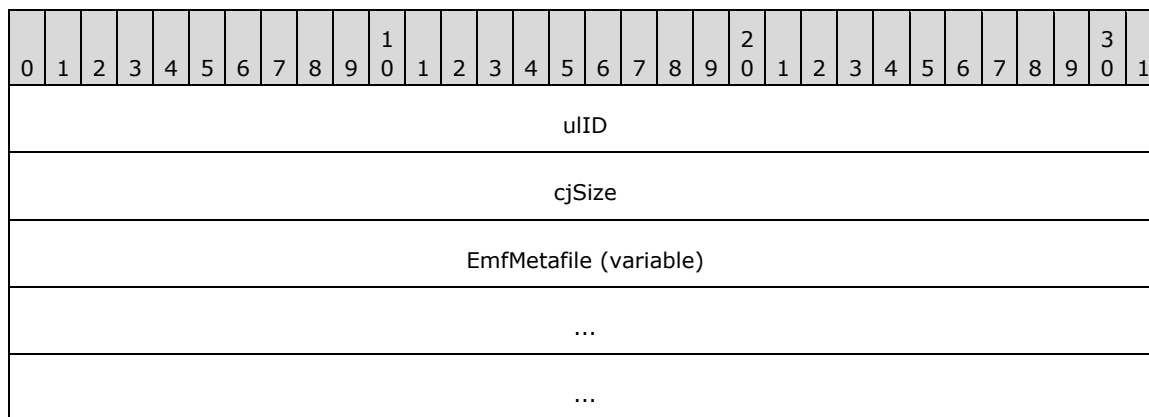 1 2 3
0 1 2 3 4 5 6 7 8 9 0 1 2 3 4 5 6 7 8 9 0 1 2 3 4 5 6 7 8 9 0 1
ulID
cjSize
EmfMetafile (variable)
...
...